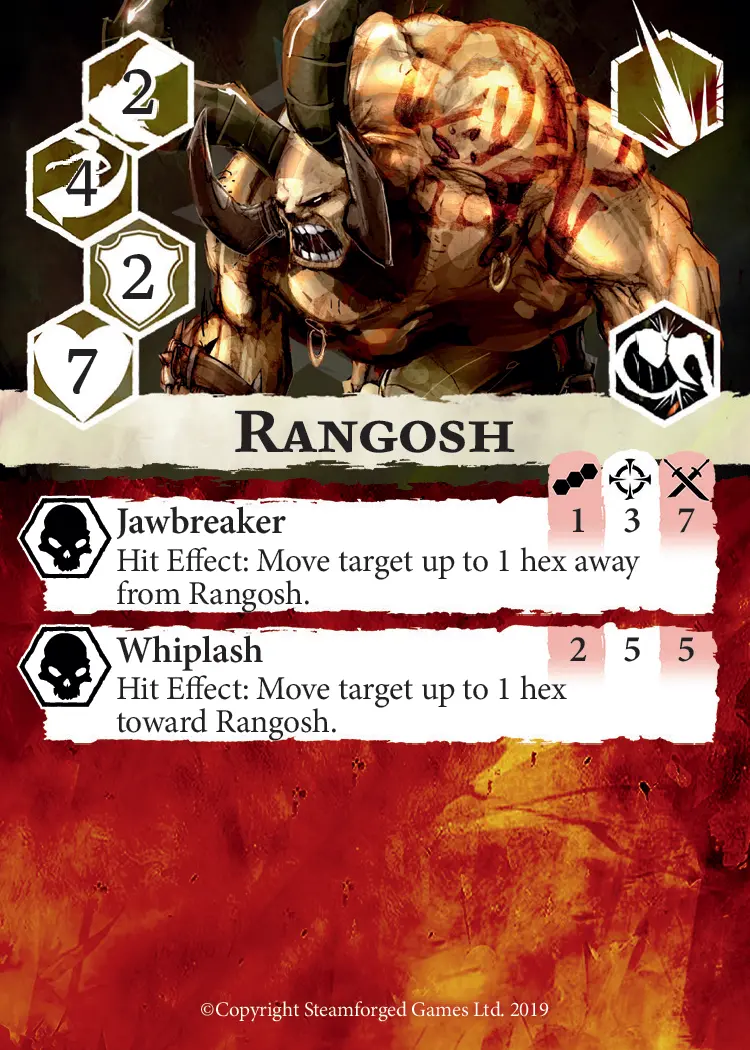 2
4
2
7
Rangosh
Jawbreaker 1 3 7
Hit Effect: Move target up to 1 hex away
from Rangosh.
Whiplash 2 5 5
Hit Effect: Move target up to 1 hex
toward Rangosh.
©Copyright Steamforged Games Ltd. 2019